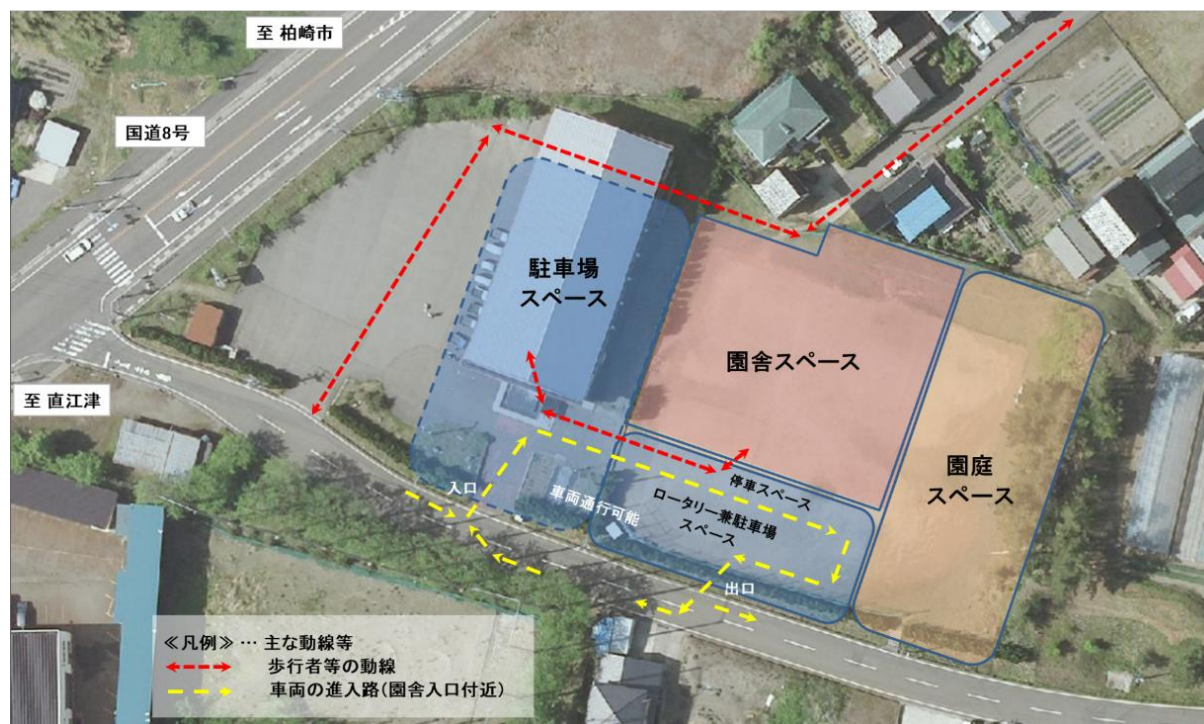 至 柏崎市
国道8号
駐車場
スペース
園舎スペース
至 直江津
園庭
スペース
停車スペース
入口
車両通行可能
ロータリー兼駐車場
スペース
出口
≪凡例≫ … 主な動線等
歩行者等の動線
車両の進入路(園舎入口付近)